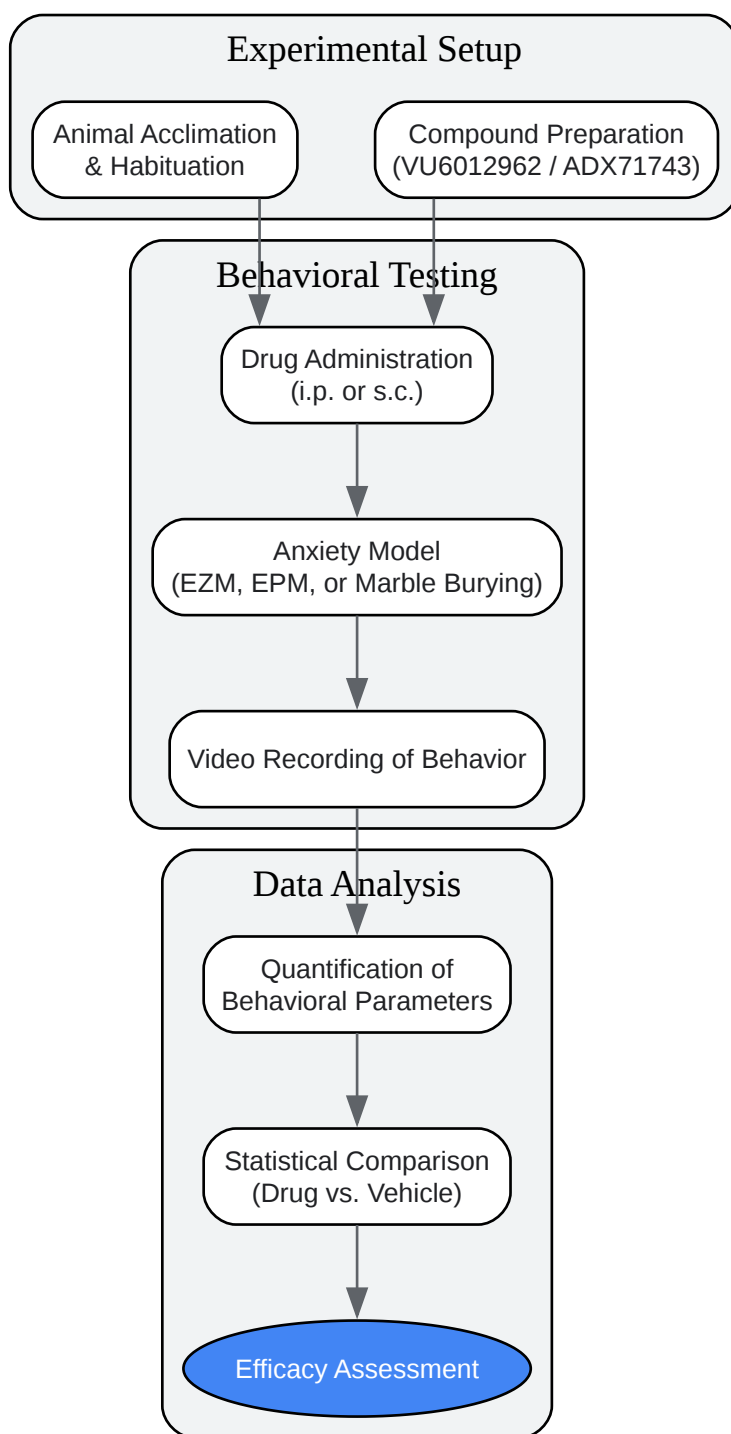 Experimental Setup
Animal Acclimation
& Habituation
Compound Preparation
(VU6012962 / ADX71743)
Behavioral Testing
Drug Administration
(i.p. or s.c.)
Anxiety Model
(EZM, EPM, or Marble Burying)
Video Recording of Behavior
Data Analysis
Quantification of
Behavioral Parameters
Statistical Comparison
(Drug vs. Vehicle)
Efficacy Assessment